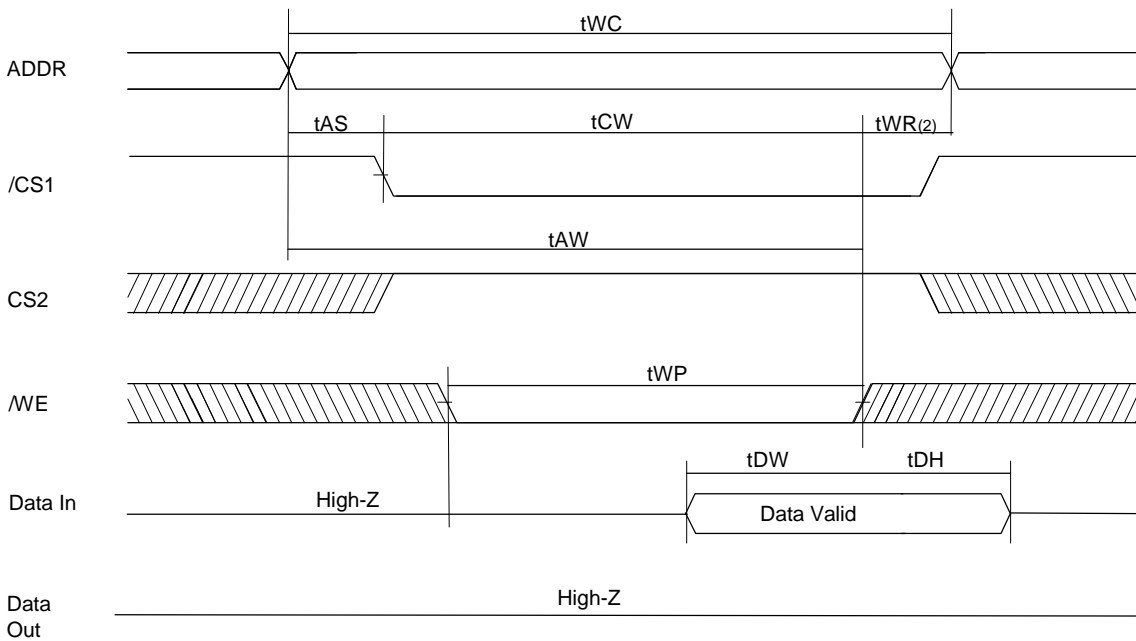 tWC
ADDR
tAS tCW tWR(2)
/CS1
tAW
CS2
tWP
/WE
tDW tDH
Data In High-Z Data Valid
High-Z
Data
Out